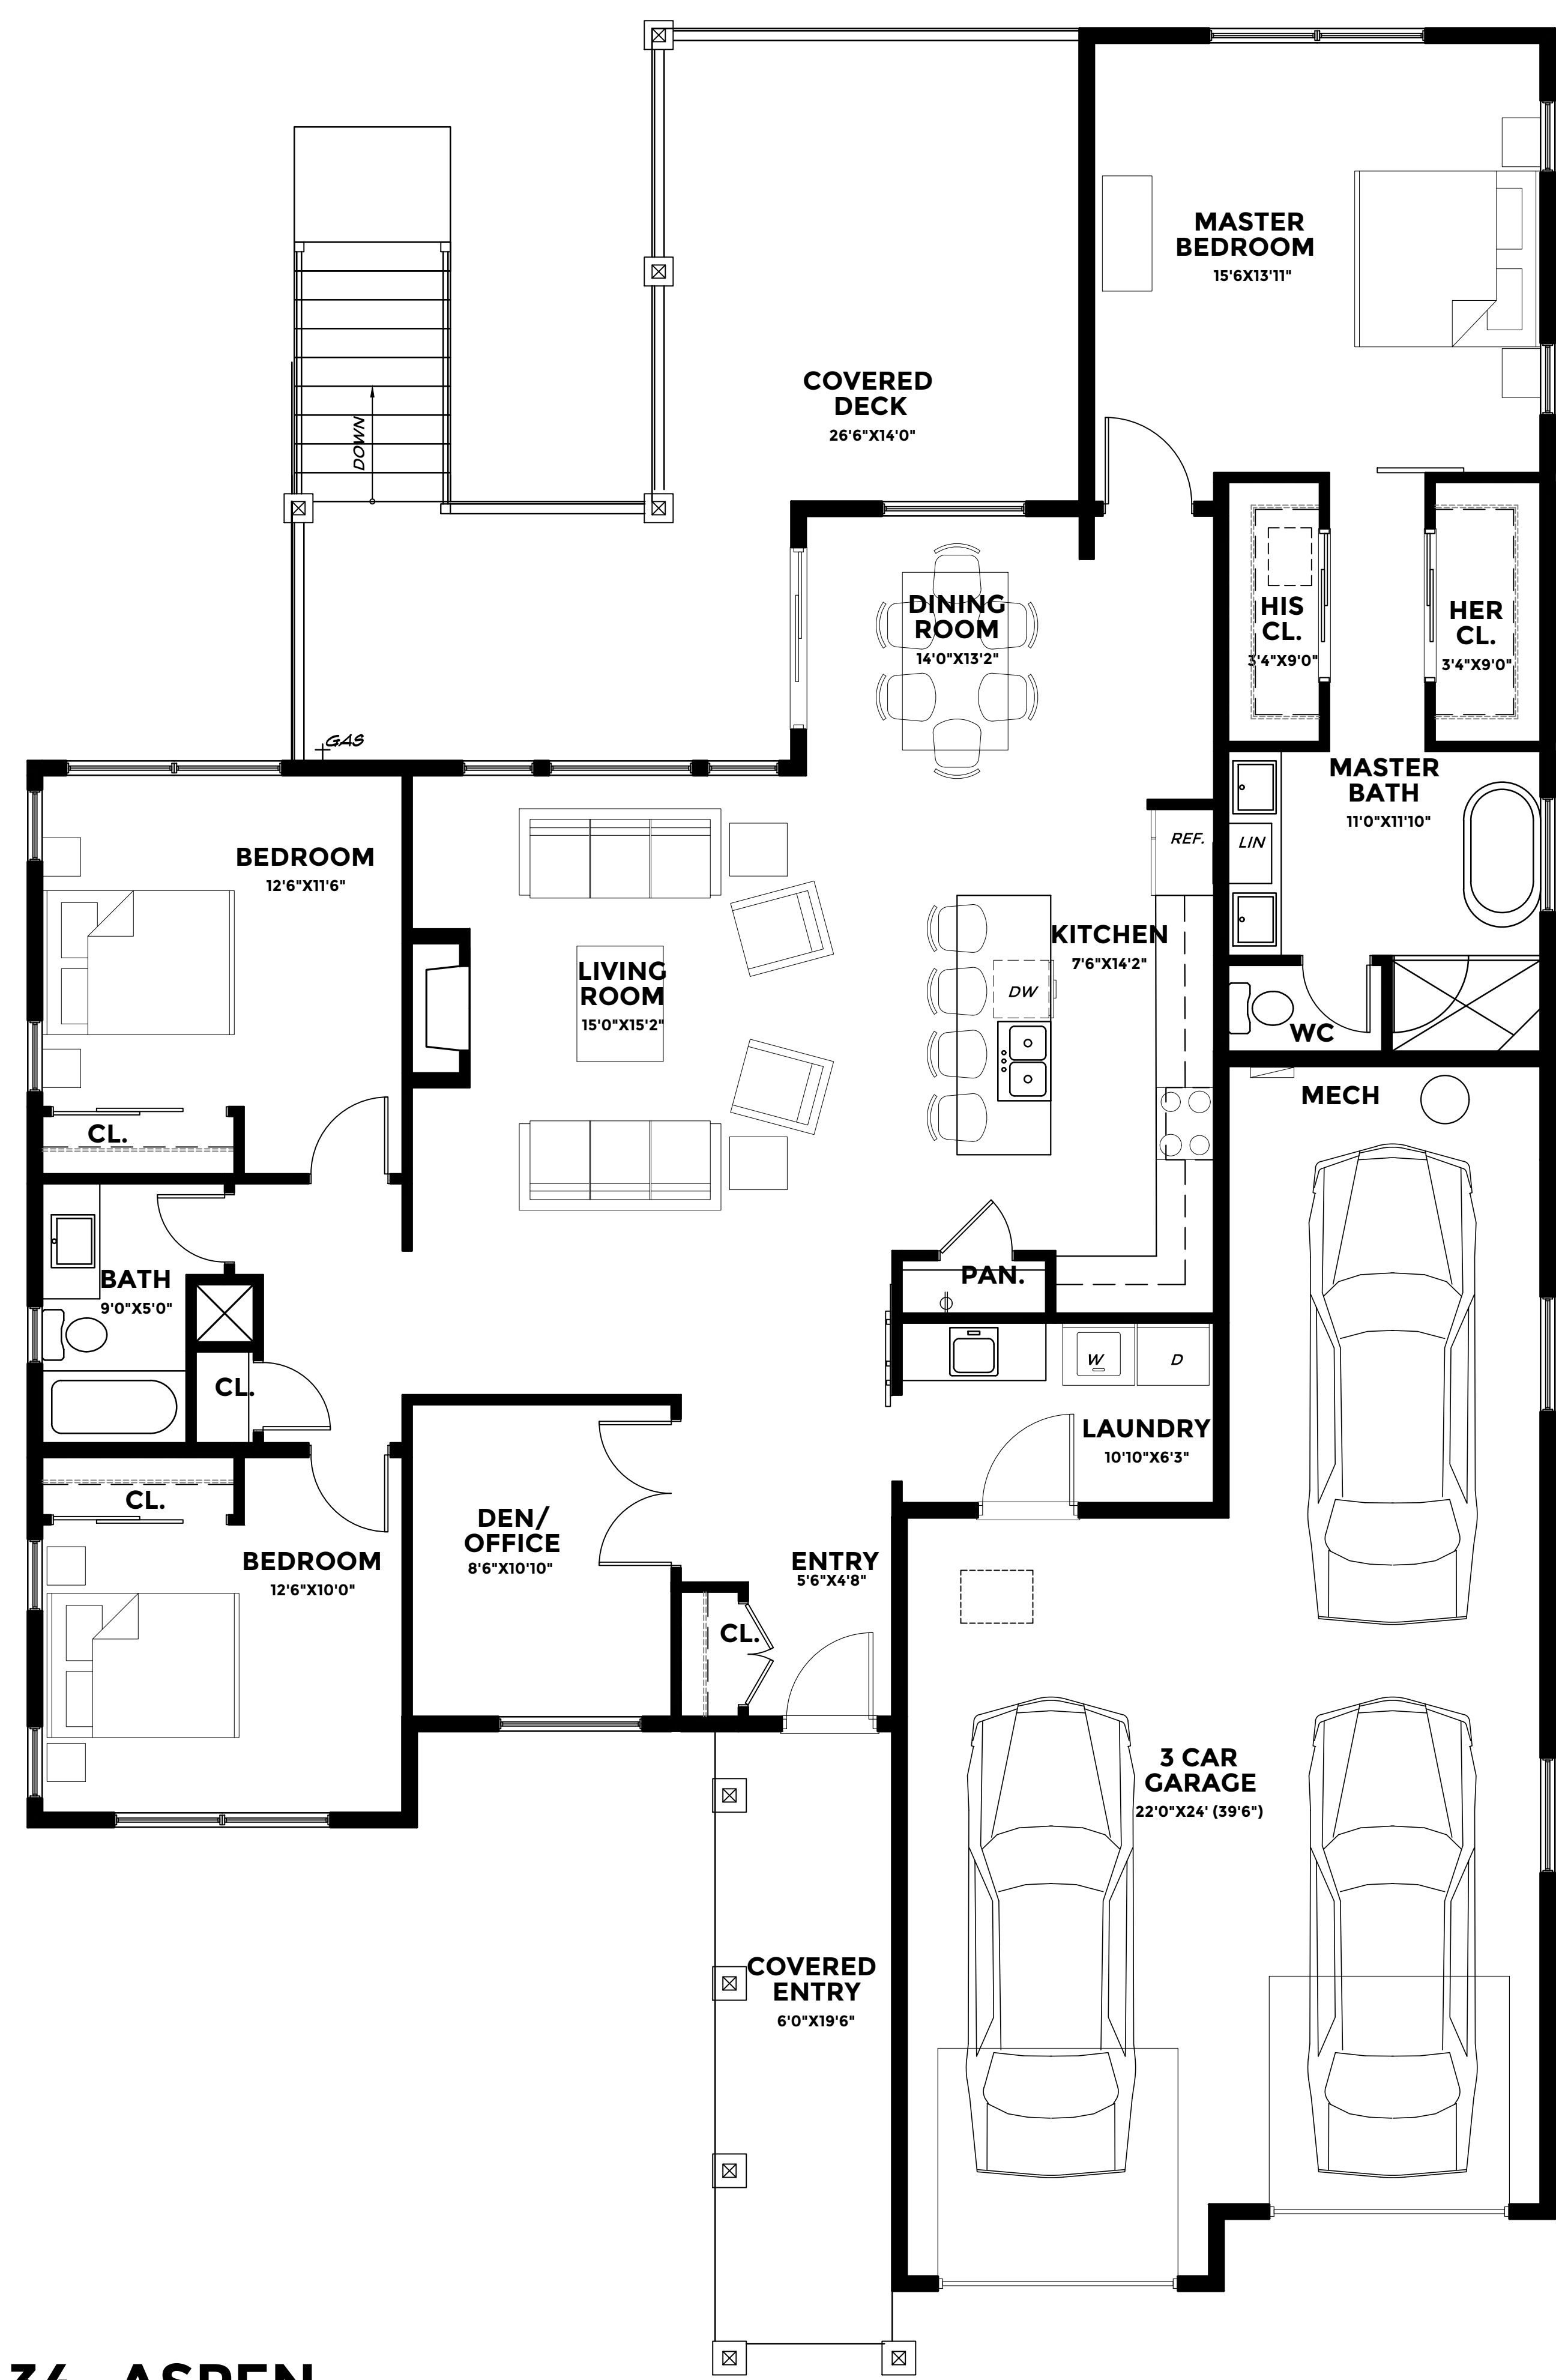 MASTER
BEDROOM
15'6X13'11"
COVERED
DECK
26'6"X14'0"
DOWN
DINING
ROOM
14'0"X13'2"
HIS
CL.
3'4"X9'0"
HER
CL.
3'4"X9'0"
GAS
MASTER
BATH
11'0"X11'10"
REF.
LIN
BEDROOM
12'6"X11'6"
KITCHEN
7'6"X14'2"
LIVING
ROOM
15'0"X15'2"
DW
WC
MECH
CL.
BATH
9'0"X5'0"
PAN.
W
D
CL.
LAUNDRY
10'10"X6'3"
CL.
DEN/
OFFICE
8'6"X10'10"
BEDROOM
12'6"X10'0"
ENTRY
5'6"X4'8"
CL.
3 CAR
GARAGE
22'0"X24' (39'6")
COVERED
ENTRY
6'0"X19'6"
34 ASPEN